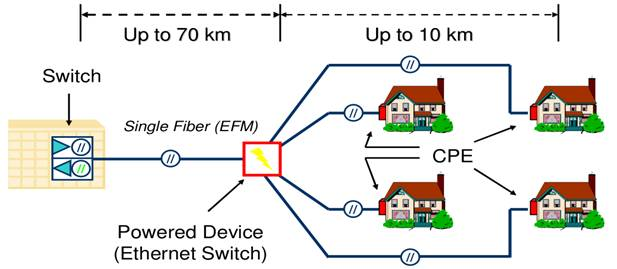 Up to 70 km
Up to 10 km
Switch
Single Fiber (EFM)
CPE
Powered Device
(Ethernet Switch)